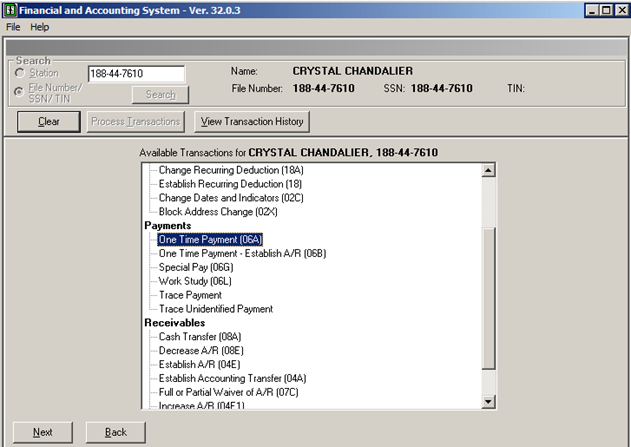 Financial and Accounting System - Ver. 32.0.3
File Help
Search
Station
188-44-7610
File Number/
SSN/ TIN
Search
Name: CRYSTAL CHANDALIER
File Number: 188-44-7610 SSN: 188-44-7610 TIN:
Clear Process Transactions View Transaction History
Available Transactions for CRYSTAL CHANDALIER, 188-44-7610
Change Recurring Deduction (18A)
Establish Recurring Deduction (18)
Change Dates and Indicators (02C)
Block Address Change (02X)
Payments
One Time Payment (06A)
One Time Payment - Establish A/R (06B)
Special Pay (06G)
Work Study (06L)
Trace Payment
Trace Unidentified Payment
Receivables
Cash Transfer (08A)
Decrease A/R (08E)
Establish A/R (04E)
Establish Accounting Transfer (04A)
Full or Partial Waiver of A/R (07C)
Increase A/R (04E1)
Next Back